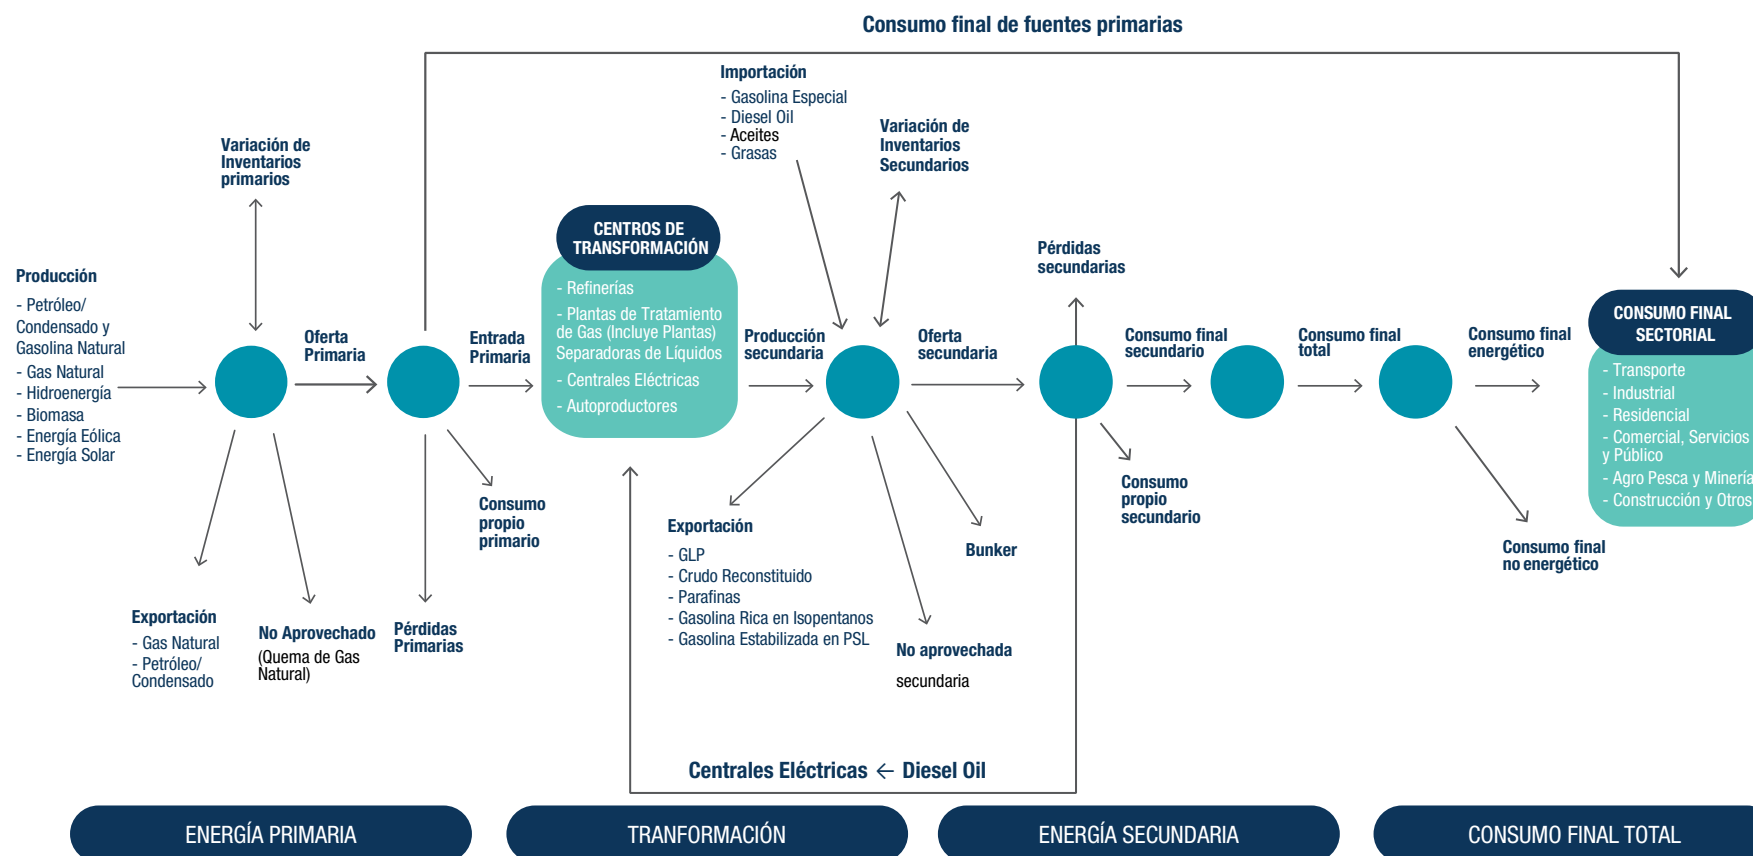 Consumo final de fuentes primarias
Importación
- Gasolina Especial
- Diesel Oil
- Aceites
- Grasas
Variación de
Inventarios
Secundarios
Variación de
Inventarios
primarios
CENTROS DE
TRANSFORMACIÓN
- Refinerías
- Plantas de Tratamiento
de Gas (Incluye Plantas)
Separadoras de Líquidos
- Centrales Eléctricas
- Autoproductores
Pérdidas
secundarias
Producción
- Petróleo/
Condensado y
Gasolina Natural
- Gas Natural
- Hidroenergía
- Biomasa
- Energía Eólica
- Energía Solar
Oferta
Primaria
Entrada
Primaria
Producción
secundaria
Oferta
secundaria
Consumo final
secundario
Consumo final
total
Consumo final
energético
CONSUMO FINAL
SECTORIAL
- Transporte
- Industrial
- Residencial
- Comercial, Servicios
y Público
- Agro Pesca y Minería
- Construcción y Otros
Consumo
propio
primario
Consumo
propio
secundario
Exportación
- GLP
- Crudo Reconstituido
- Parafinas
- Gasolina Rica en Isopentanos
- Gasolina Estabilizada en PSL
Bunker
Consumo final
no energético
Exportación
- Gas Natural
- Petróleo/
Condensado
No Aprovechado
(Quema de Gas
Natural)
Pérdidas
Primarias
No aprovechada
secundaria
Centrales Eléctricas ← Diesel Oil
ENERGÍA PRIMARIA
TRANFORMACIÓN
ENERGÍA SECUNDARIA
CONSUMO FINAL TOTAL